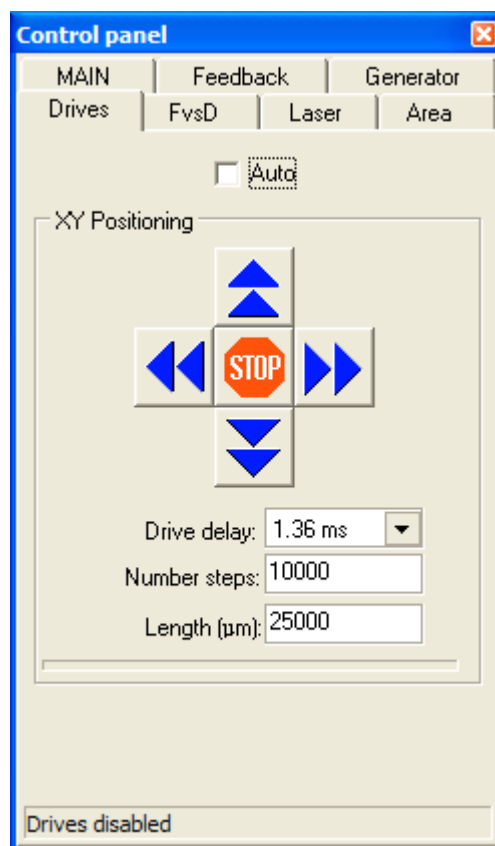 Control panel
MAIN Feedback Generator
Drives FvsD Laser Area
Auto
XY Positioning
STOP
Drive delay: 1.36 ms
Number steps: 10000
Length (μm): 25000
Drives disabled